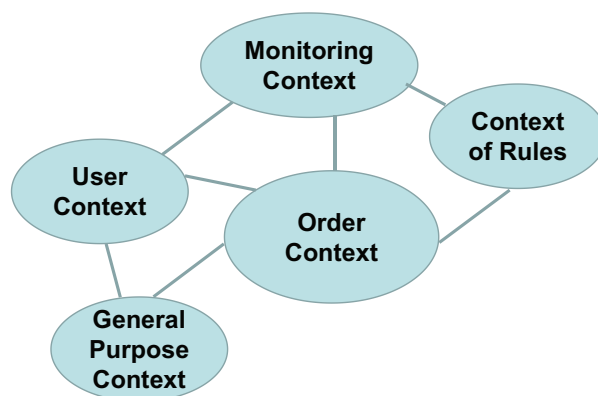 Monitoring
Context
Context
of Rules
User
Context
Order
Context
General
Purpose
Context